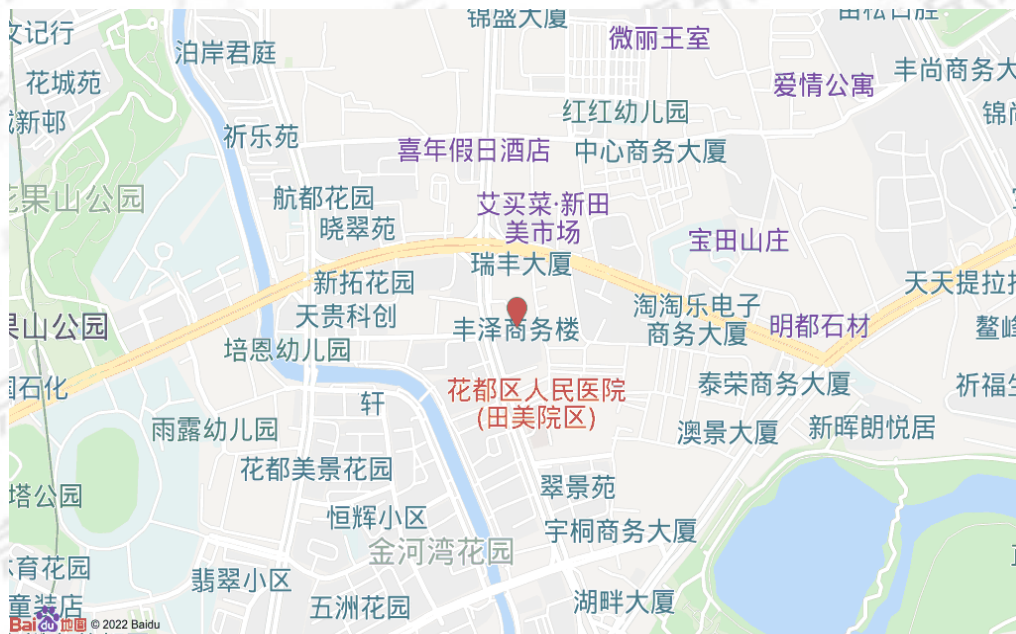 锦盛大厦
文记行
微丽王室
泊岸君庭
丰尚商务大
花城苑
爱情公寓
红红幼儿园
锦尚
新邨
祈乐苑
喜年假日酒店
中心商务大厦
花果山公园
航都花园
艾买菜·新田
美市场
晓翠苑
宝田山庄
瑞丰大厦
新拓花园
天天提拉
淘淘乐电子
商务大厦
天贵科创
丰泽商务楼
明都石材
果山公园
培恩幼儿园
泰荣商务大厦
石化
花都区人民医院
(田美院区)
轩
雨露幼儿园
澳景大厦
新晖朗悦居
花都美景花园
翠景苑
塔公园
恒辉小区
宇桐商务大厦
金河湾花园
育花园
翡翠小区
童装店
五洲花园
湖畔大厦
Bai du 地图 © 2022 Baidu